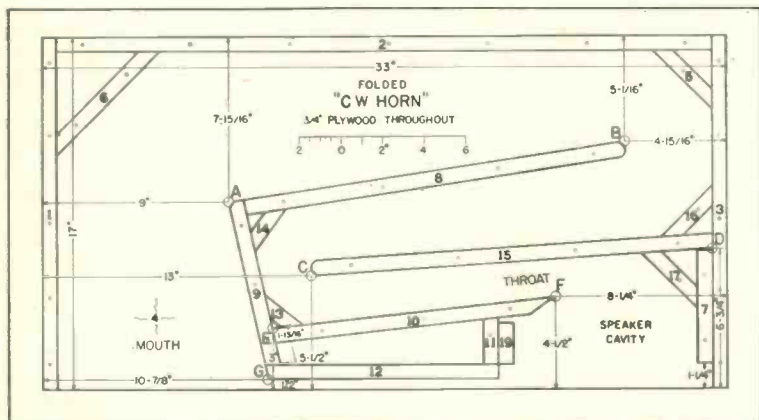 2
33"
FOLDED
"CW HORN"
3/4" PLYWOOD THROUGHOUT
2 0 2" 4 6
6
5
5-1/16"
7-15/16"
B
4-15/16"
A
8
9"
17"
14
16
3
15
D
C
13"
THROAT
F
17
9
13
8-1/4"
7
6-3/4"
4
MOUTH
E
1-13/16"
10
SPEAKER
CAVITY
11
19
4-1/2"
3"
5-1/2"
G
12
10-7/8"
1/2"
1-1/4"